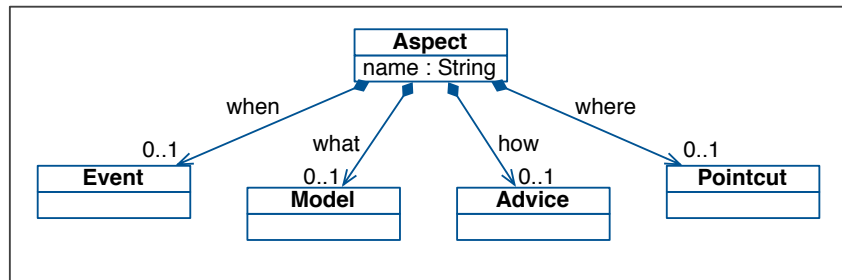 Aspect
name : String
when
what
how
where
0..1
0..1
0..1
0..1
Event
Model
Advice
Pointcut